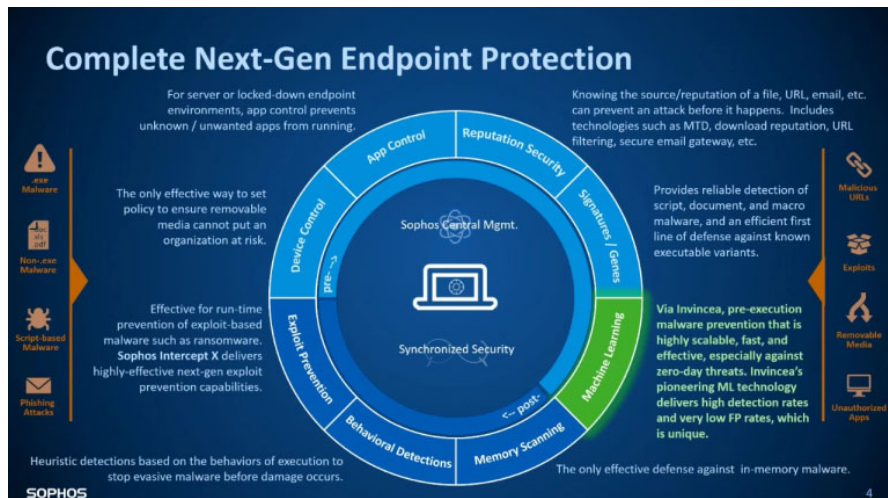 Complete Next-Gen Endpoint Protection
For server or locked-down endpoint
environments, app control prevents
unknown / unwanted apps from running.
Knowing the source/reputation of a file, URL, email, etc.
can prevent an attack before it happens. Includes
technologies such as MTD, download reputation, URL
filtering, secure email gateway, etc.
The only effective way to set
policy to ensure removable
media cannot put an
organization at risk.
Provides reliable detection of
script, document, and macro
malware, and an efficient first
line of defense against known
executable variants.
Effective for run-time
prevention of exploit-based
malware such as ransomware.
Sophos Intercept X delivers
highly-effective next-gen exploit
prevention capabilities.
Via Invincea, pre-execution
malware prevention that is
highly scalable, fast, and
effective, especially against
zero-day threats. Invincea's
pioneering ML technology
delivers high detection rates
and very low FP rates, which
is unique.
Heuristic detections based on the behaviors of execution to
stop evasive malware before damage occurs.
The only effective defense against in-memory malware.
.exe
Malware
.doc
.xls
.pdf
Non-.exe
Malware
Script-based
Malware
Phishing
Attacks
App Control
Reputation Security
Device Control
Signatures / Genes
Exploit Prevention
Machine Learning
Behavioral Detections
Memory Scanning
pre- -->
<-- post-
Sophos Central Mgmt.
Synchronized Security
Malicious
URLs
Exploits
Removable
Media
Unauthorized
Apps
SOPHOS
4